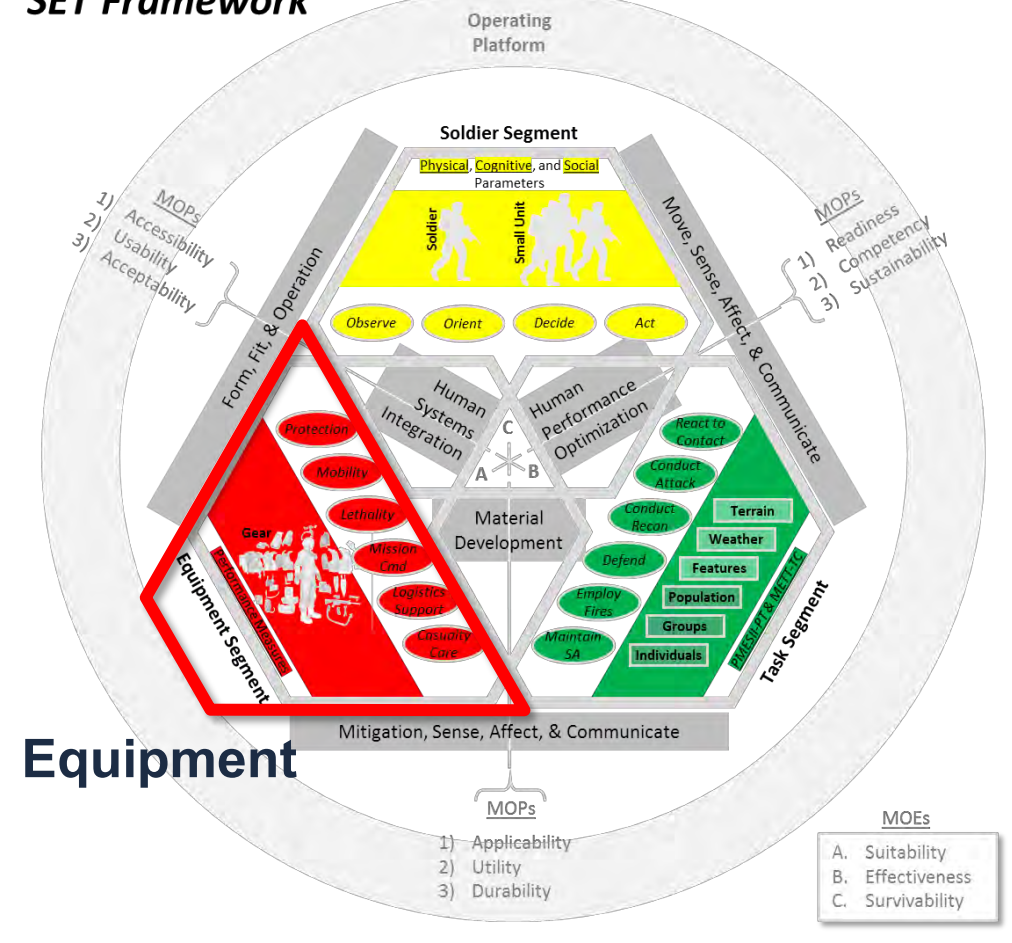 SET Framework
Operating
Platform
Soldier Segment
Physical, Cognitive, and Social
Parameters
Soldier
Small Unit
Observe
Orient
Decide
Act
MOPs
1) Accessibility
2) Usability
3) Acceptability
MOPs
1) Readiness
2) Competency
3) Sustainability
Form, Fit, & Operation
Move, Sense, Affect, & Communicate
Human
Systems
Integration
Human
Performance
Optimization
C
A
B
Material
Development
Protection
Mobility
Lethality
Mission
Cmd
Logistics
Support
Casualty
Care
Gear
Performance Measures
Equipment Segment
React to
Contact
Conduct
Attack
Conduct
Recan
Defend
Employ
Fires
Maintain
SA
Terrain
Weather
Features
Population
Groups
Individuals
PMESII-PT & METT-TC
Task Segment
Mitigation, Sense, Affect, & Communicate
Equipment
MOPs
1) Applicability
2) Utility
3) Durability
MOEs
A. Suitability
B. Effectiveness
C. Survivability